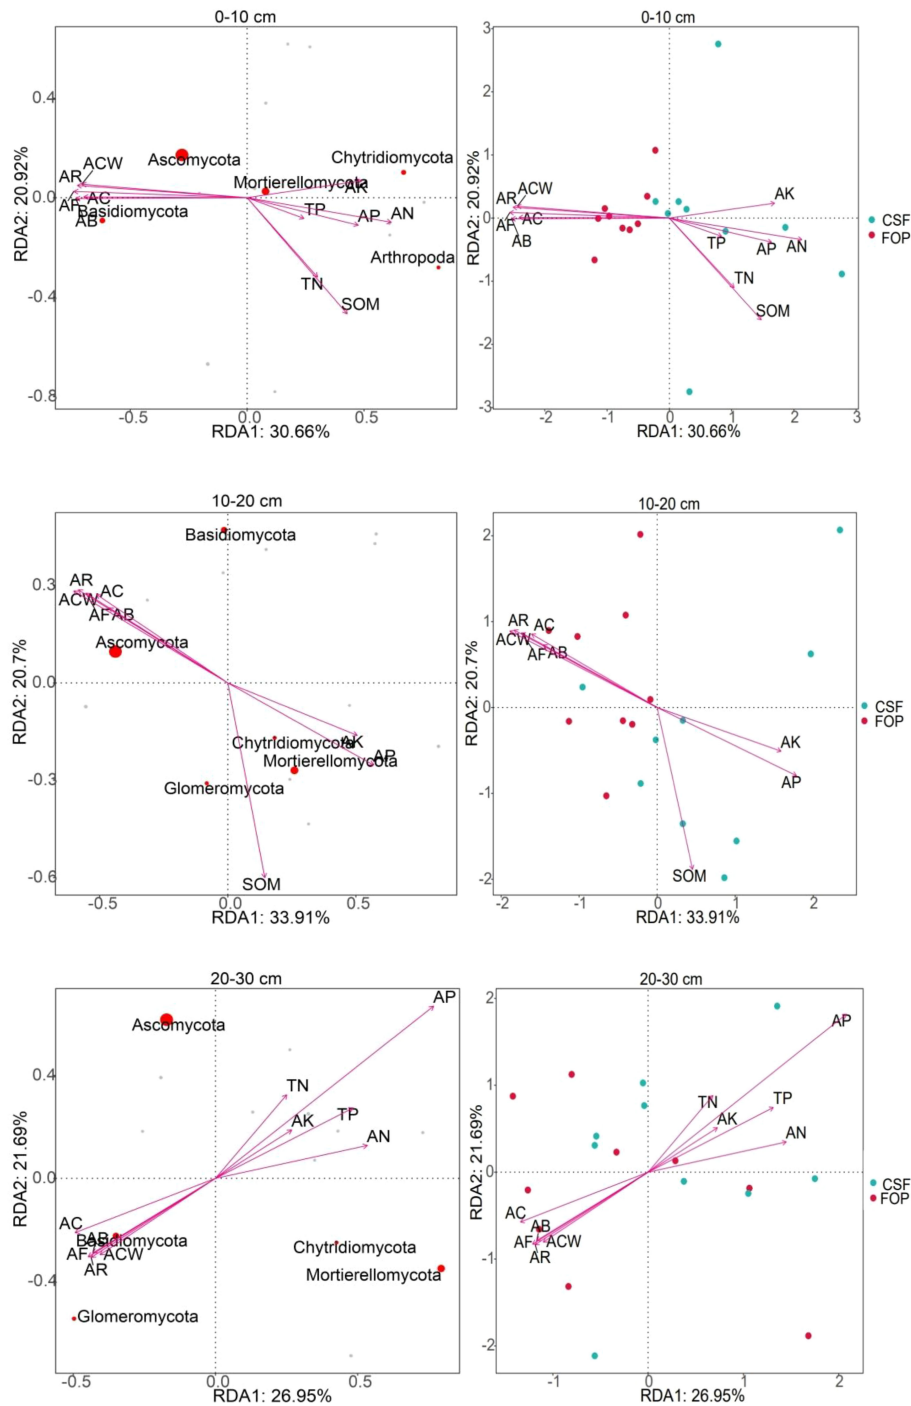 0-10 cm
0.4
0.0
-0.4
-0.8
RDA2: 20.92%
Ascomycota
Chytridiomycota
ACW
AR
Mortierellomycota
AK
AC
AF
Basidiomycota
AB
TP
AP
AN
Arthropoda
TN
SOM
-0.5
0.0
0.5
RDA1: 30.66%
0-10 cm
3
2
1
0
-1
-2
-3
RDA2: 20.92%
ACW
AR
AK
AC
AF
AB
TP
AP
AN
TN
SOM
CSF
FOP
-2
-1
0
1
2
3
RDA1: 30.66%
10-20 cm
0.3
0.0
-0.3
-0.6
RDA2: 20.7%
Basidiomycota
AR
AC
ACW
AF
AB
Ascomycota
Chytridiomycota
AK
AP
Mortierellomycota
Glomeromycota
SOM
-0.5
0.0
0.5
RDA1: 33.91%
10-20 cm
2
1
0
-1
-2
RDA2: 20.7%
AR
AC
ACW
AF
AB
AK
AP
SOM
CSF
FOP
-2
-1
0
1
2
RDA1: 33.91%
20-30 cm
0.4
0.0
-0.4
RDA2: 21.69%
AP
Ascomycota
TN
TP
AK
AN
AC
AB
Basidiomycota
AF
ACW
AR
Chytridiomycota
Mortierellomycota
Glomeromycota
-0.5
0.0
0.5
RDA1: 26.95%
20-30 cm
2
1
0
-1
-2
RDA2: 21.69%
AP
TN
TP
AK
AN
AC
AB
AF
ACW
AR
CSF
FOP
-1
0
1
2
RDA1: 26.95%